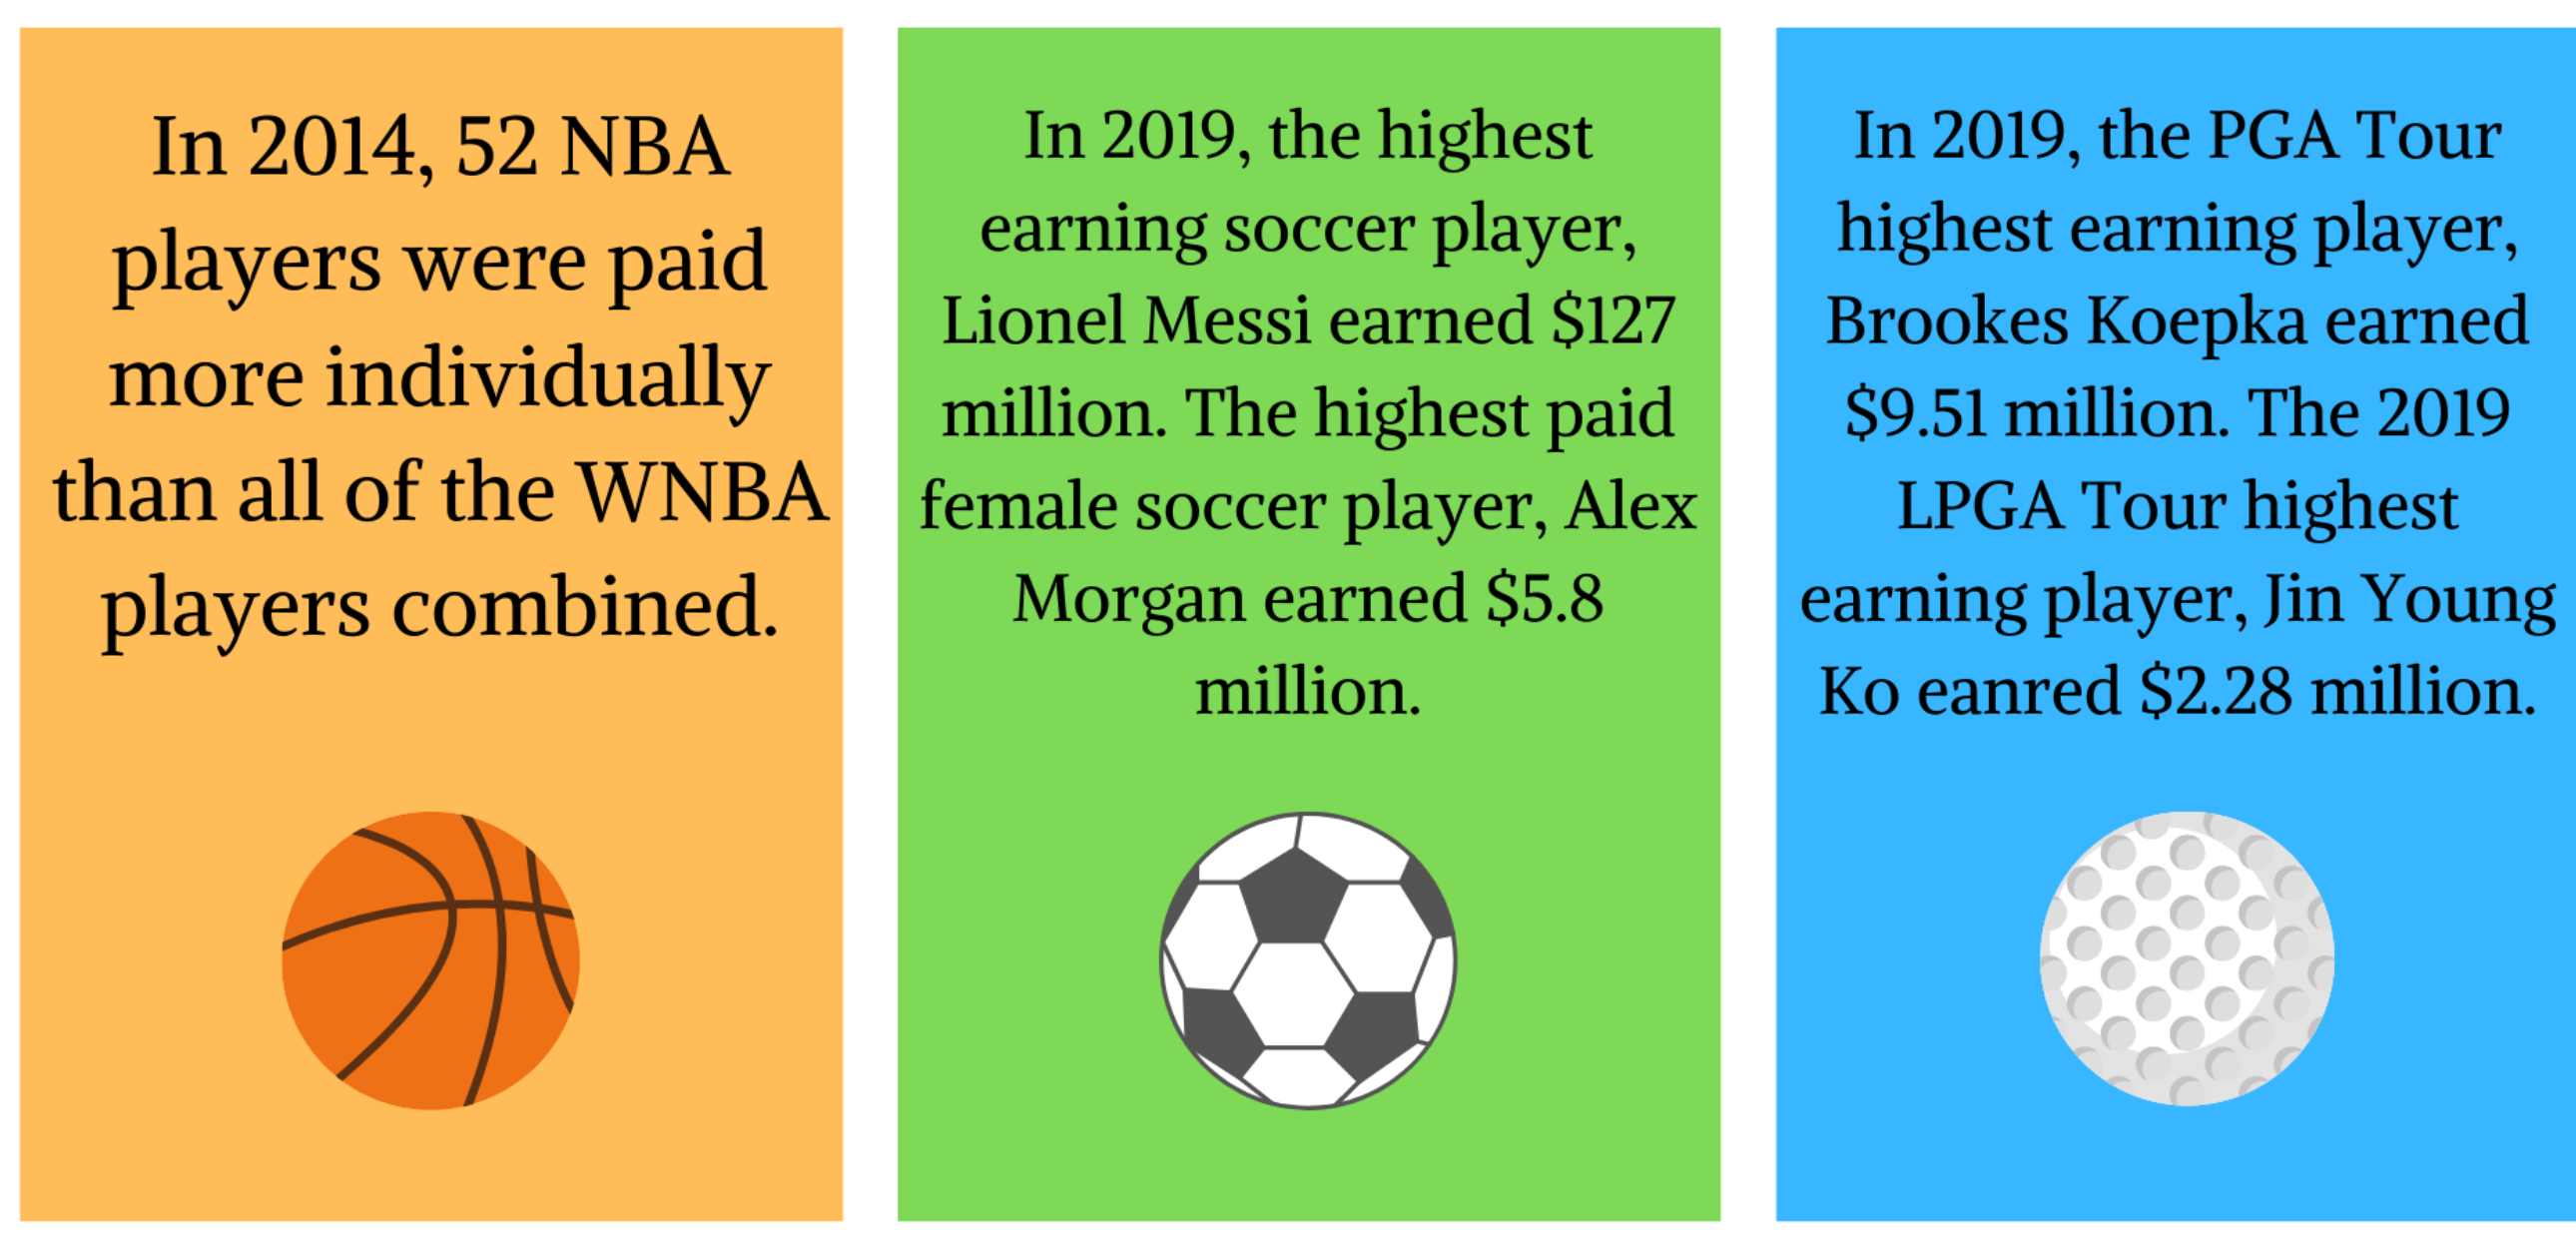 In 2014, 52 NBA
players were paid
more individually
than all of the WNBA
players combined.
In 2019, the highest
earning soccer player,
Lionel Messi earned $127
million. The highest paid
female soccer player, Alex
Morgan earned $5.8
million.
In 2019, the PGA Tour
highest earning player,
Brookes Koepka earned
$9.51 million. The 2019
LPGA Tour highest
earning player, Jin Young
Ko eanred $2.28 million.